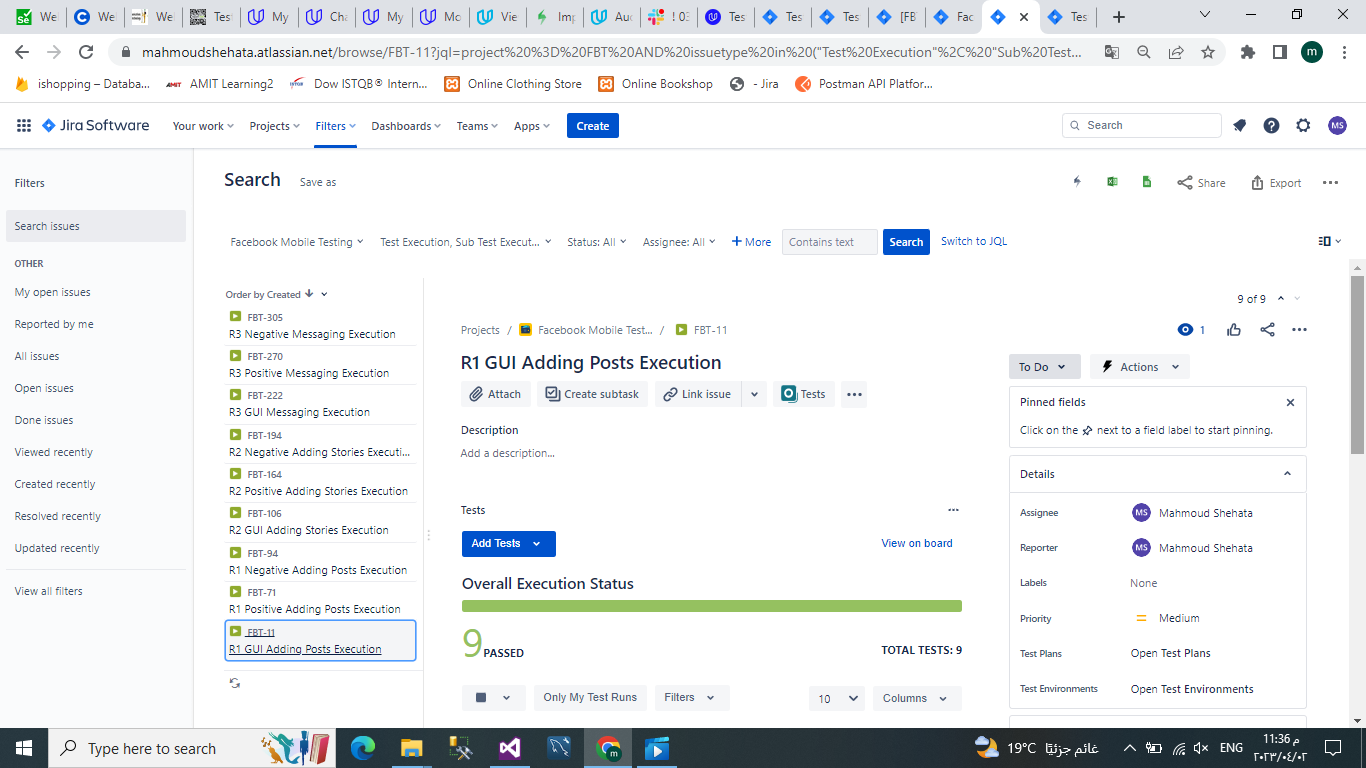 We
We
We
Test
My
Cha
My
Mo
Vie
Imp
Auc
! 03
Tes
Tes
Tes
[FB
Fac
Tes
mahmoudshehata.atlassian.net/browse/FBT-11?jql=project%20%3D%20FBT%20AND%20issuetype%20in%20("Test%20Execution"%2C%20"Sub%20Test...
m
ishopping – Databa...
AMIT Learning2
Dow ISTQB® Intern...
Online Clothing Store
Online Bookshop
- Jira
Postman API Platfor...
Jira Software
Your work
Projects
Filters
Dashboards
Teams
Apps
Create
Search
MS
Filters
Search issues
OTHER
My open issues
Reported by me
All issues
Open issues
Done issues
Viewed recently
Created recently
Resolved recently
Updated recently
View all filters
Search
Save as
Share
Export
Facebook Mobile Testing
Test Execution, Sub Test Execut...
Status: All
Assignee: All
+ More
Contains text
Search
Switch to JQL
Order by Created
FBT-305
R3 Negative Messaging Execution
FBT-270
R3 Positive Messaging Execution
FBT-222
R3 GUI Messaging Execution
FBT-194
R2 Negative Adding Stories Executi...
FBT-164
R2 Positive Adding Stories Execution
FBT-106
R2 GUI Adding Stories Execution
FBT-94
R1 Negative Adding Posts Execution
FBT-71
R1 Positive Adding Posts Execution
FBT-11
R1 GUI Adding Posts Execution
9 of 9
Projects / Facebook Mobile Test... / FBT-11
1
R1 GUI Adding Posts Execution
Attach
Create subtask
Link issue
Tests
Description
Add a description...
Tests
Add Tests
View on board
Overall Execution Status
9 PASSED
TOTAL TESTS: 9
Only My Test Runs
Filters
10
Columns
To Do
Actions
Pinned fields
Click on the next to a field label to start pinning.
Details
Assignee
MS
Mahmoud Shehata
Reporter
MS
Mahmoud Shehata
Labels
None
Priority
Medium
Test Plans
Open Test Plans
Test Environments
Open Test Environments
Type here to search
19°C غائم جزئيًا
ENG
11:36 م
٢٠٢٣/٠٤/٠٢